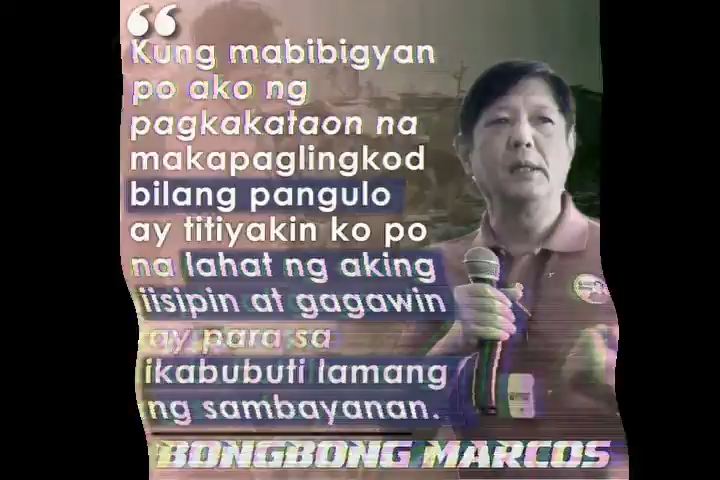 Kung mabibigyan
po ako ng
pagkakataon na
makapaglingkod
bilang pangulo
ay titiyakin ko po
na lahat ng aking
iisipin at gagawin
ay para sa
ikabubuti lamang
ng sambayanan.
BONGBONG MARCOS